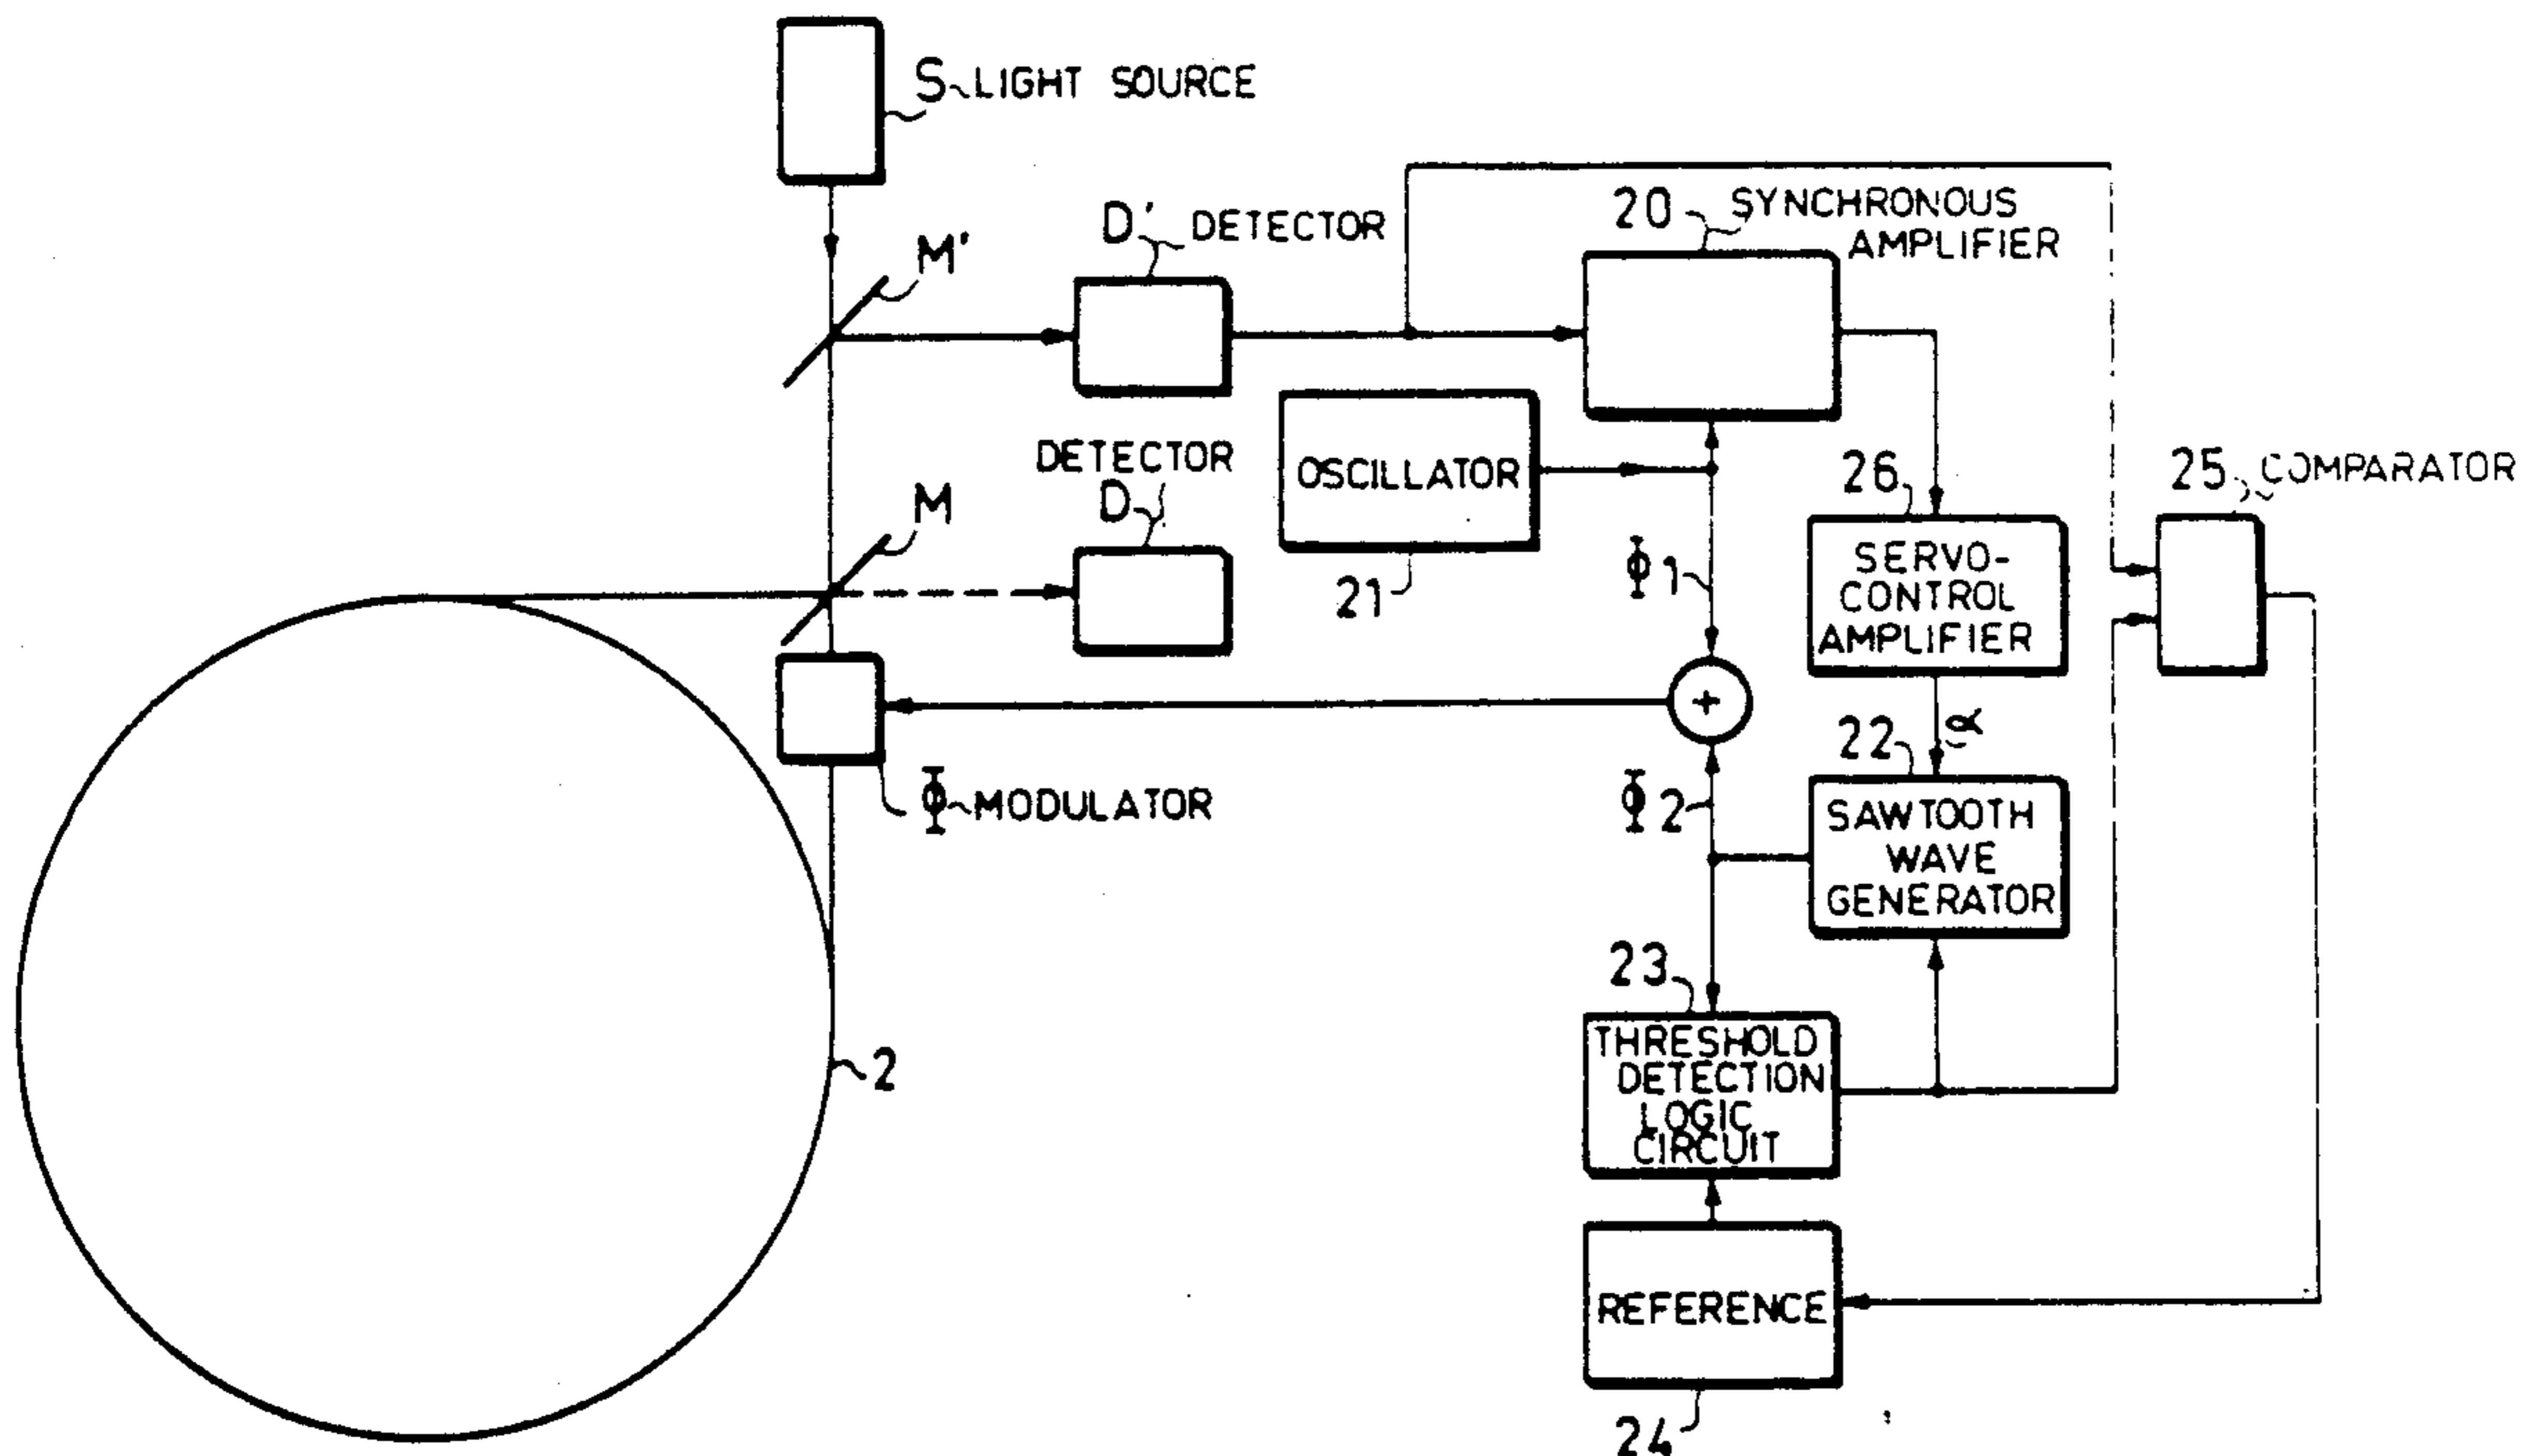 S LIGHT SOURCE
M'
D' DETECTOR
20 SYNCHRONOUS
AMPLIFIER
DETECTOR
D
M
OSCILLATOR
21
Φ1
26
SERVO-
CONTROL
AMPLIFIER
25 COMPARATOR
+
α
Φ MODULATOR
Φ2
22
SAWTOOTH
WAVE
GENERATOR
23
THRESHOLD
DETECTION
LOGIC
CIRCUIT
2
REFERENCE
24